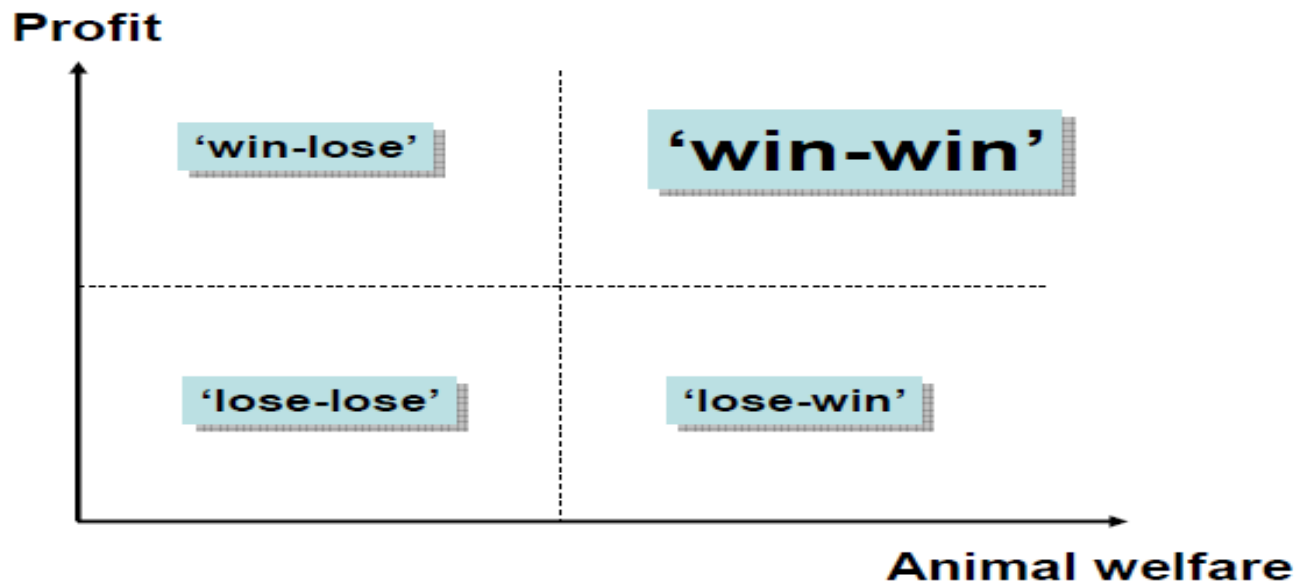 Profit
‘win-lose’
‘win-win’
‘lose-lose’
‘lose-win’
Animal welfare